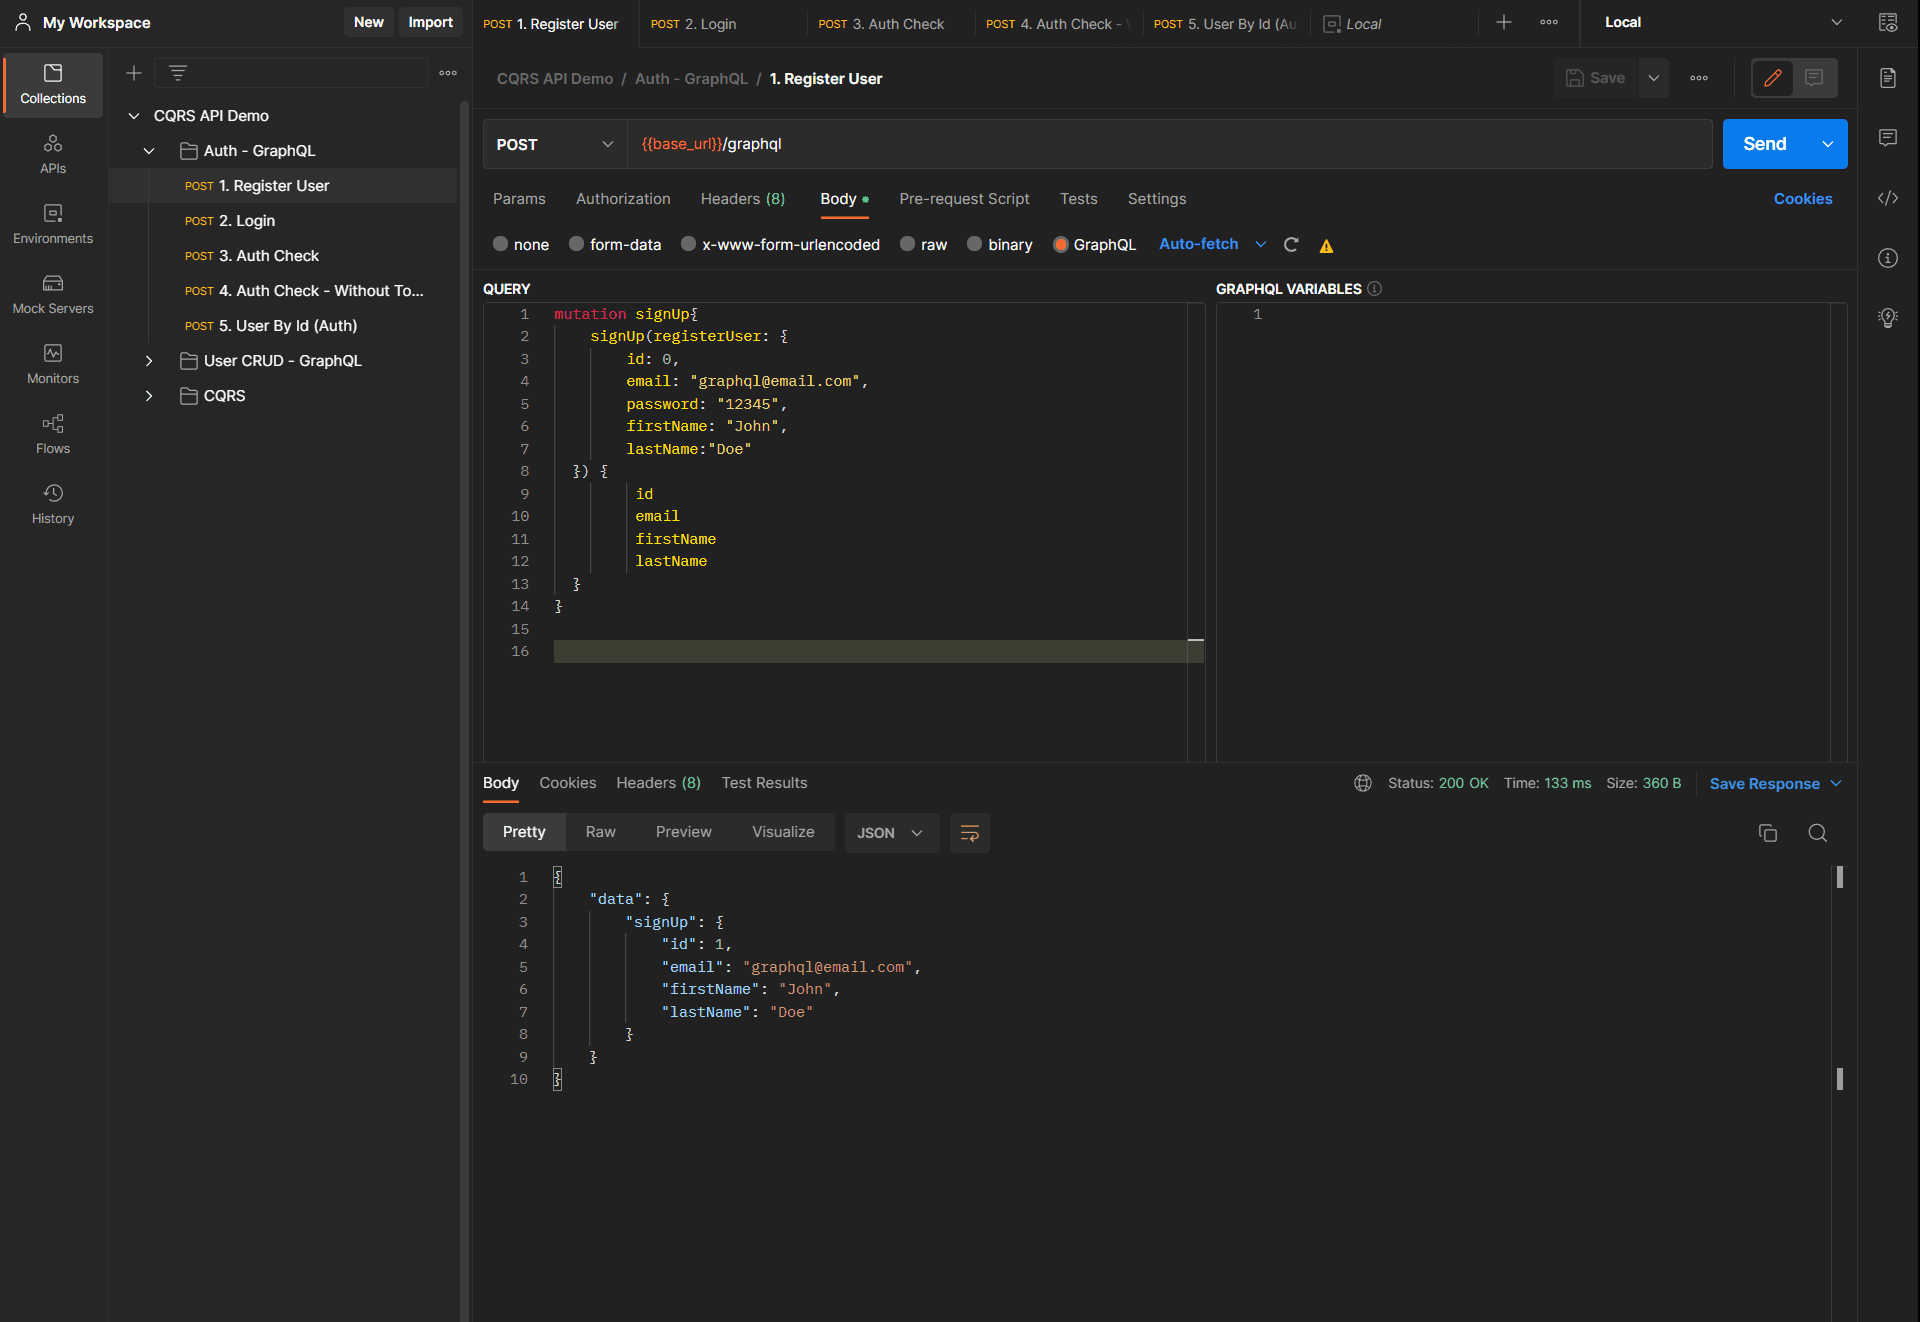 My Workspace
New
Import
POST 1. Register User
POST 2. Login
POST 3. Auth Check
POST 4. Auth Check -
POST 5. User By Id (Au
Local
Local
Collections
APIs
Environments
Mock Servers
Monitors
Flows
History
CQRS API Demo
Auth - GraphQL
POST 1. Register User
POST 2. Login
POST 3. Auth Check
POST 4. Auth Check - Without To...
POST 5. User By Id (Auth)
User CRUD - GraphQL
CQRS
CQRS API Demo / Auth - GraphQL / 1. Register User
Save
POST
{{base_url}}/graphql
Send
Params Authorization Headers (8) Body Pre-request Script Tests Settings
Cookies
none form-data x-www-form-urlencoded raw binary GraphQL Auto-fetch
QUERY
1 mutation signUp{
2 signUp(registerUser: {
3 id: 0,
4 email: "graphql@email.com",
5 password: "12345",
6 firstName: "John",
7 lastName:"Doe"
8 }) {
9 id
10 email
11 firstName
12 lastName
13 }
14 }
15
16
GRAPHQL VARIABLES
1
Body Cookies Headers (8) Test Results
Status: 200 OK Time: 133 ms Size: 360 B Save Response
Pretty Raw Preview Visualize JSON
1 {
2 "data": {
3 "signUp": {
4 "id": 1,
5 "email": "graphql@email.com",
6 "firstName": "John",
7 "lastName": "Doe"
8 }
9 }
10 }